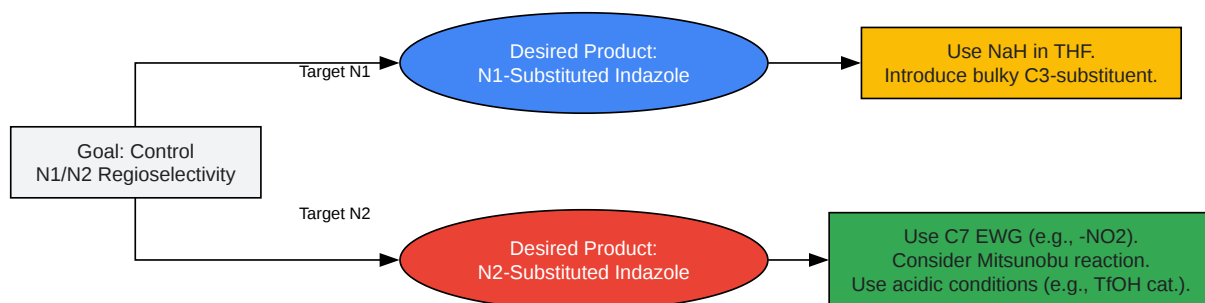 Goal: Control
N1/N2 Regioselectivity
Target N1
Desired Product:
N1-Substituted Indazole
Use NaH in THF.
Introduce bulky C3-substituent.
Target N2
Desired Product:
N2-Substituted Indazole
Use C7 EWG (e.g., -NO2).
Consider Mitsunobu reaction.
Use acidic conditions (e.g., TfOH cat.).